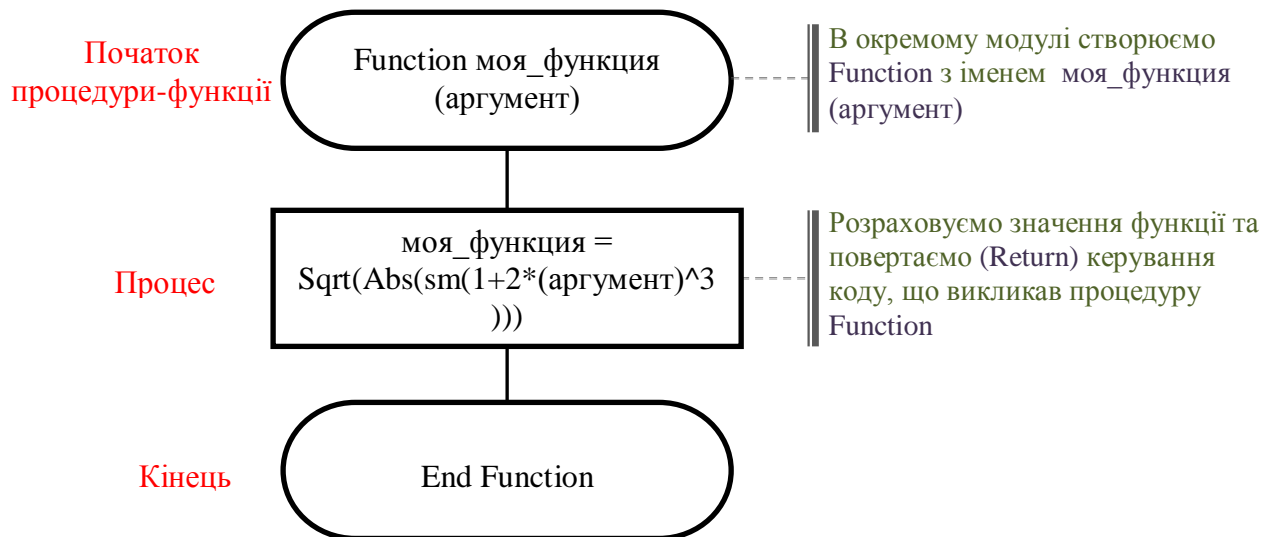 Початок
процедури-функції
Function моя_функция
(аргумент)
В окремому модулі створюємо
Function з іменем моя_функция
(аргумент)
Процес
моя_функция =
Sqrt(Abs(sm(1+2*(аргумент)^3
)))
Розраховуємо значення функції та
повертаємо (Return) керування
коду, що викликав процедуру
Function
Кінець
End Function